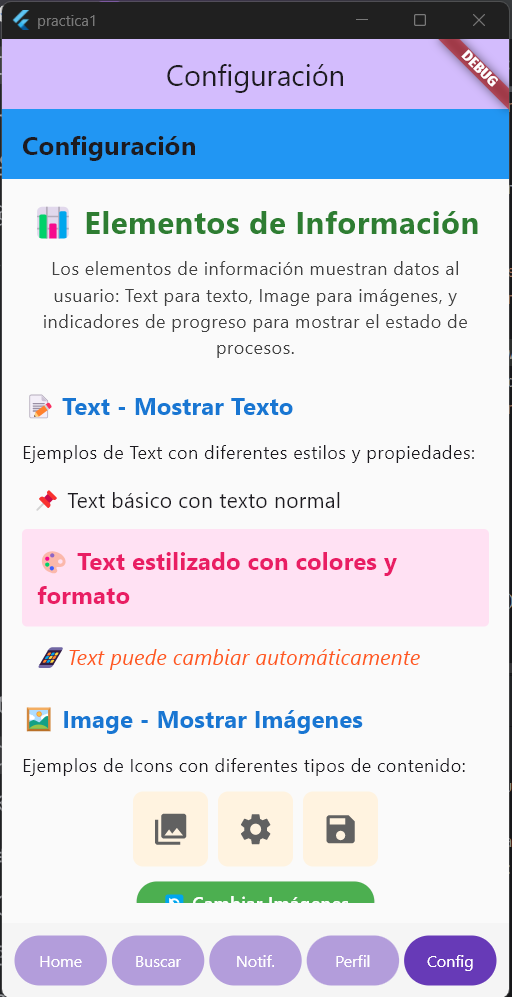 practica1
Configuración
DEBUG
Configuración
Elementos de Información
Los elementos de información muestran datos al
usuario: Text para texto, Image para imágenes, y
indicadores de progreso para mostrar el estado de
procesos.
Text - Mostrar Texto
Ejemplos de Text con diferentes estilos y propiedades:
Text básico con texto normal
Text estilizado con colores y
formato
Text puede cambiar automáticamente
Image - Mostrar Imágenes
Ejemplos de Icons con diferentes tipos de contenido:
Cambiar Imágenes
Home
Buscar
Notif.
Perfil
Config